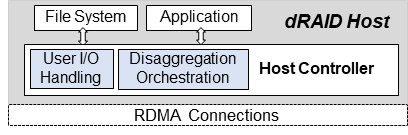 File System
Application
dRAID Host
User I/O
Handling
Disaggregation
Orchestration
Host Controller
RDMA Connections